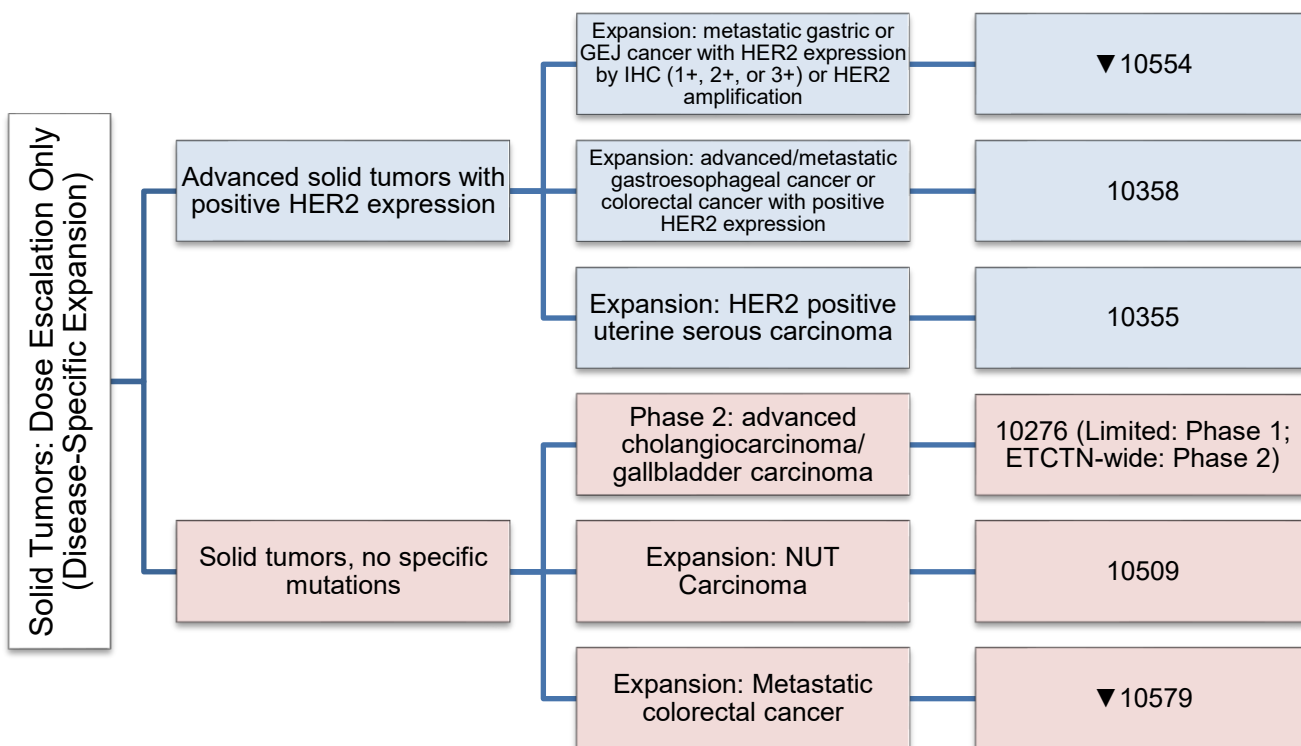 Solid Tumors: Dose Escalation Only
(Disease-Specific Expansion)
Advanced solid tumors with
positive HER2 expression
Expansion: metastatic gastric or
GEJ cancer with HER2 expression
by IHC (1+, 2+, or 3+) or HER2
amplification
▼10554
Expansion: advanced/metastatic
gastroesophageal cancer or
colorectal cancer with positive
HER2 expression
10358
Expansion: HER2 positive
uterine serous carcinoma
10355
Solid tumors, no specific
mutations
Phase 2: advanced
cholangiocarcinoma/
gallbladder carcinoma
10276 (Limited: Phase 1;
ETCTN-wide: Phase 2)
Expansion: NUT
Carcinoma
10509
Expansion: Metastatic
colorectal cancer
▼10579